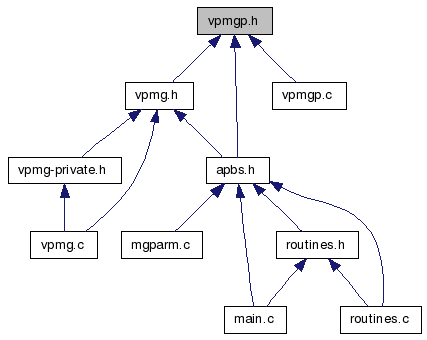 vpmgp.h
vpmg.h
vpmgp.c
vpmg-private.h
apbs.h
vpmg.c
mgparm.c
routines.h
main.c
routines.c